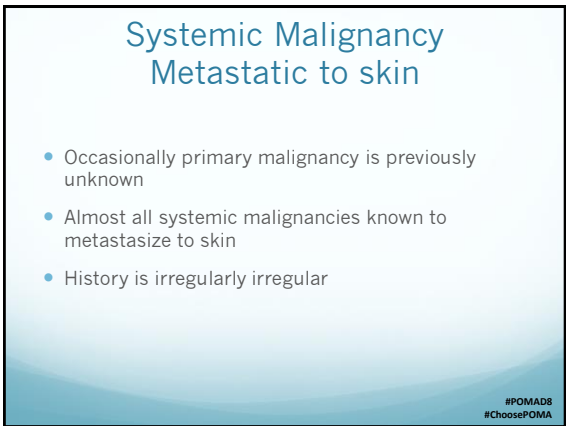 Systemic Malignancy
Metastatic to skin
• Occasionally primary malignancy is previously
unknown
• Almost all systemic malignancies known to
metastasize to skin
• History is irregularly irregular
#POMAD8
#ChoosePOMA